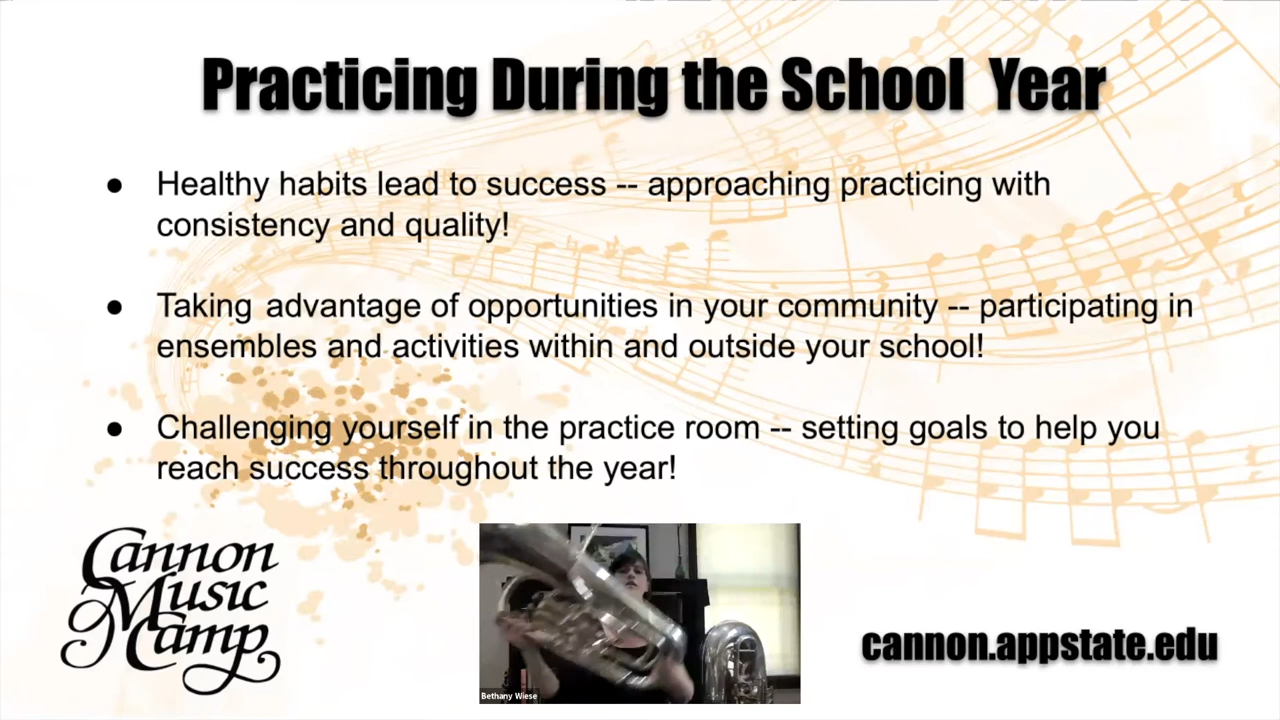 Practicing During the School Year
● Healthy habits lead to success -- approaching practicing with
consistency and quality!
● Taking advantage of opportunities in your community -- participating in
ensembles and activities within and outside your school!
● Challenging yourself in the practice room -- setting goals to help you
reach success throughout the year!
Cannon
Music
Camp
Bethany Wiese
cannon.appstate.edu